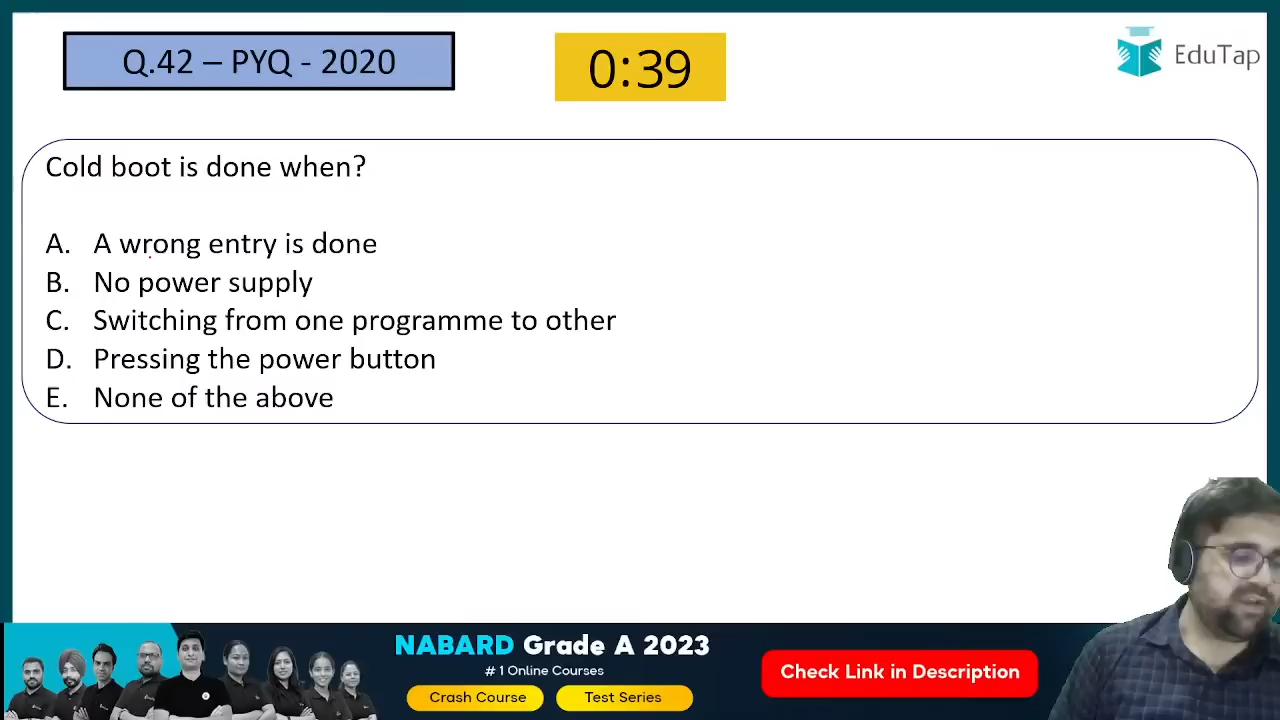 Q.42 – PYQ - 2020
0:39
EduTap
Cold boot is done when?
A. A wrong entry is done
B. No power supply
C. Switching from one programme to other
D. Pressing the power button
E. None of the above
NABARD Grade A 2023
# 1 Online Courses
Crash Course
Test Series
Check Link in Description